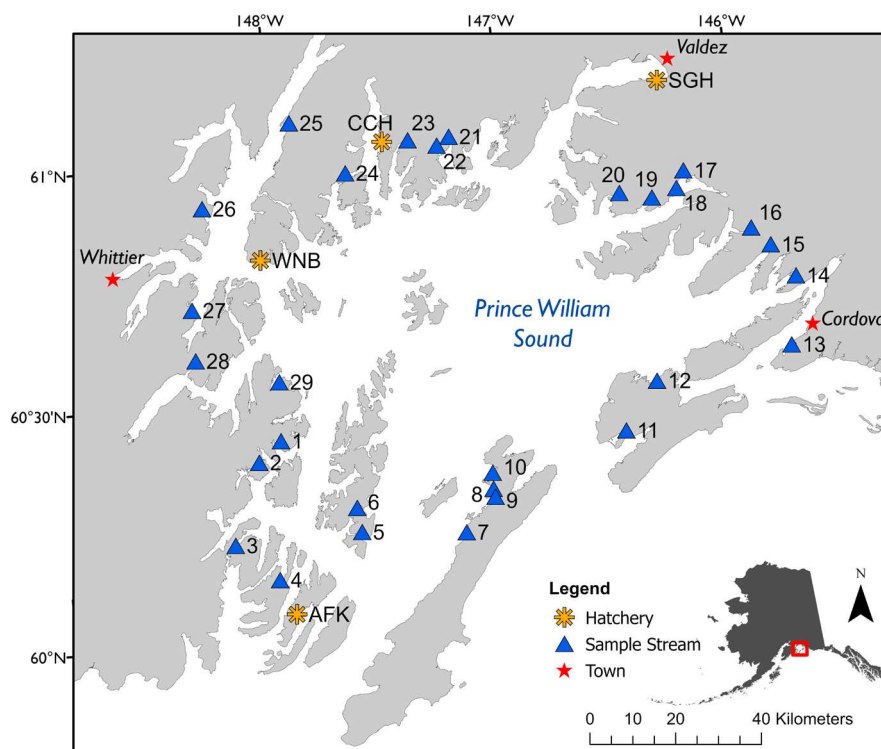 148°W
147°W
146°W
Valdez
SGH
25
CCH
23
21
22
61°N
24
20
19
17
18
26
16
15
Whittier
WNB
14
27
Prince William
Sound
Cordova
13
28
29
12
60°30'N
11
1
2
10
8
9
6
5
7
3
4
AFK
Legend
N
Hatchery
Sample Stream
Town
60°N
0 10 20 40 Kilometers